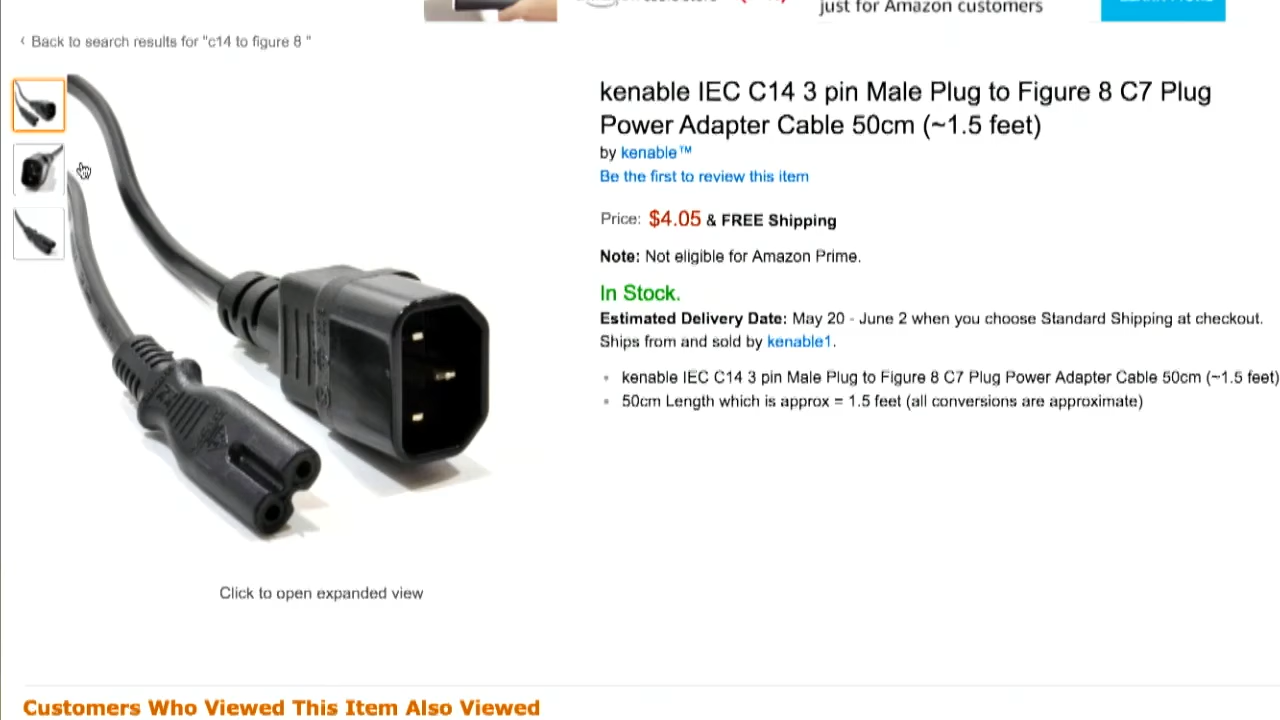 just for Amazon customers
‹ Back to search results for "c14 to figure 8 "
kenable IEC C14 3 pin Male Plug to Figure 8 C7 Plug
Power Adapter Cable 50cm (~1.5 feet)
by kenable™
Be the first to review this item
Price: $4.05 & FREE Shipping
Note: Not eligible for Amazon Prime.
In Stock.
Estimated Delivery Date: May 20 - June 2 when you choose Standard Shipping at checkout.
Ships from and sold by kenable1.
• kenable IEC C14 3 pin Male Plug to Figure 8 C7 Plug Power Adapter Cable 50cm (~1.5 feet)
• 50cm Length which is approx = 1.5 feet (all conversions are approximate)
Click to open expanded view
Customers Who Viewed This Item Also Viewed